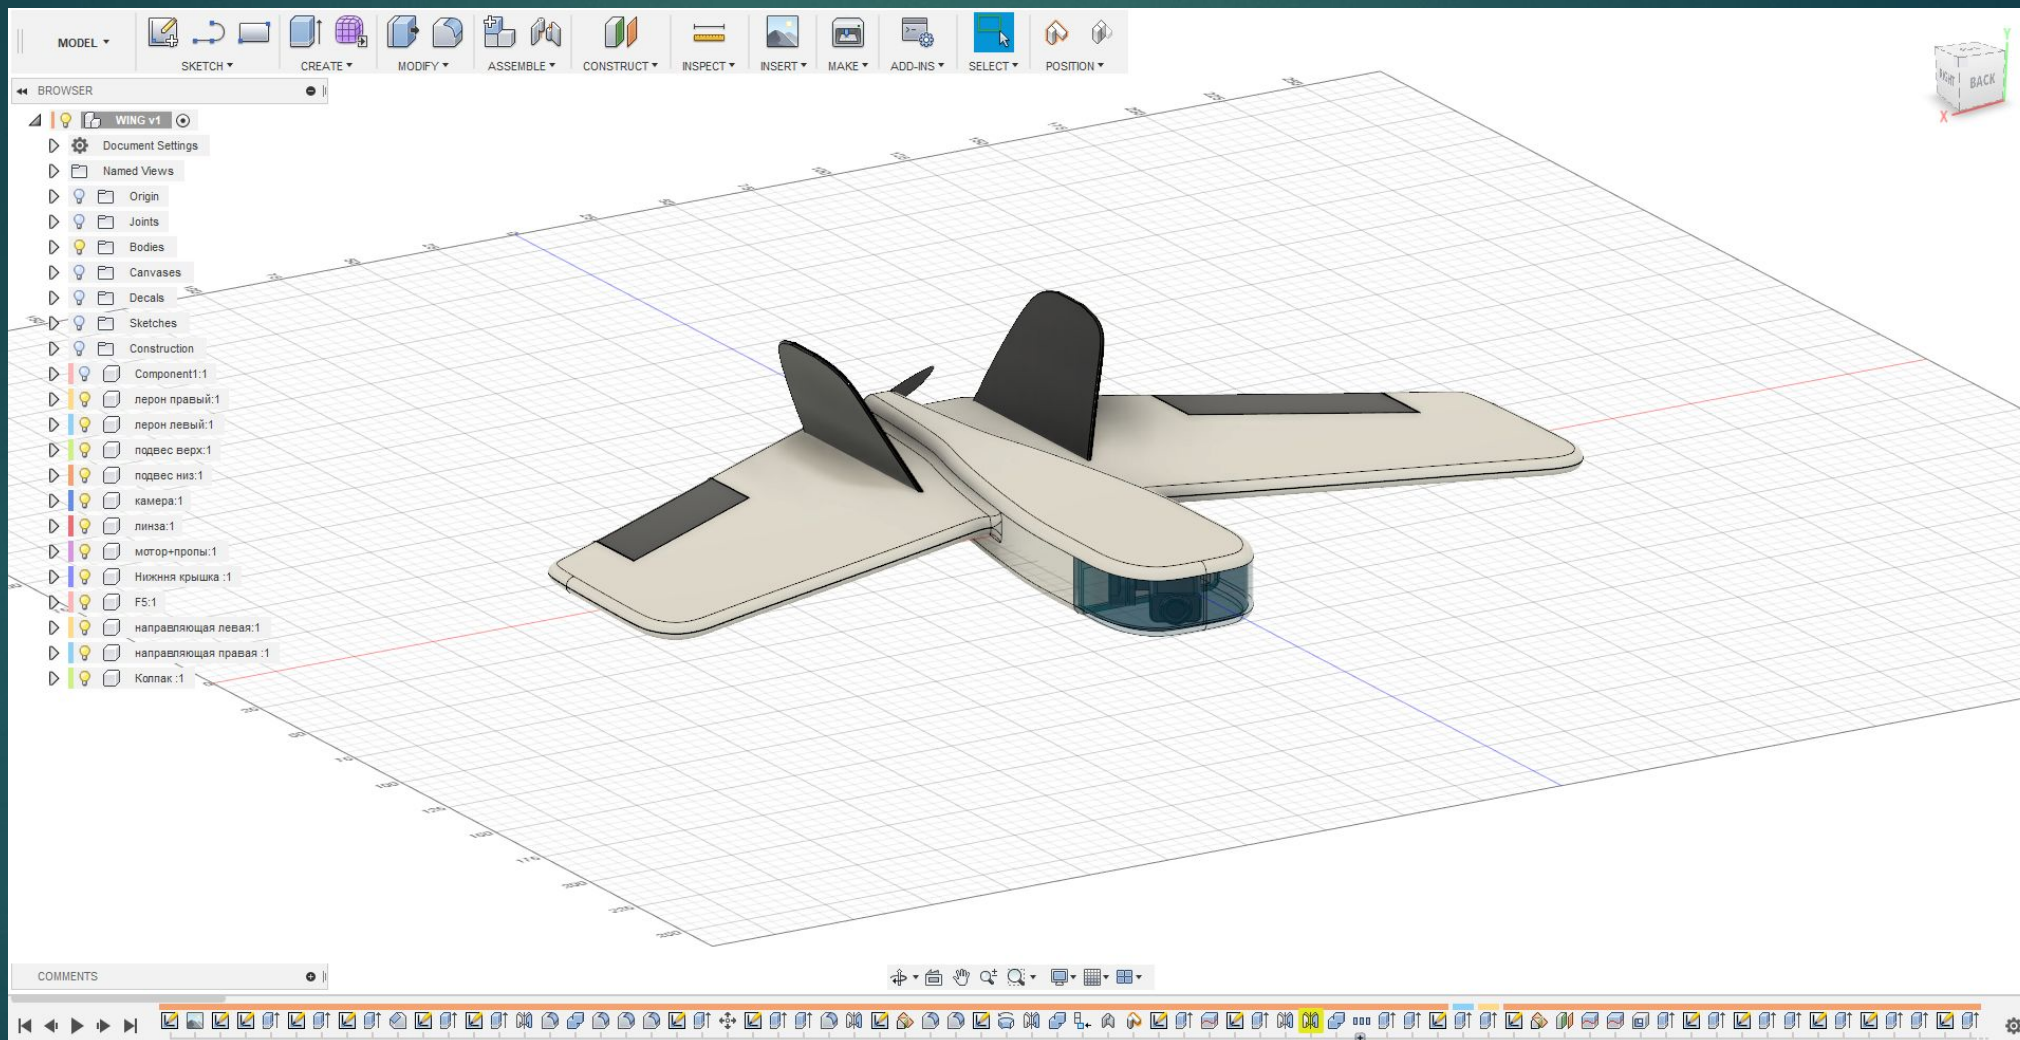 MODEL
SKETCH
CREATE
MODIFY
ASSEMBLE
CONSTRUCT
INSPECT
INSERT
MAKE
ADD-INS
SELECT
POSITION
BROWSER
WING v1
Document Settings
Named Views
Origin
Joints
Bodies
Canvases
Decals
Sketches
Construction
Component1:1
лерон правый:1
лерон левый:1
подвес верх:1
подвес низ:1
камера:1
линза:1
мотор+пропы:1
Нижння крышка :1
F5:1
направляющая левая:1
направляющая правая :1
Колпак :1
Y
RIGHT
BACK
X
COMMENTS